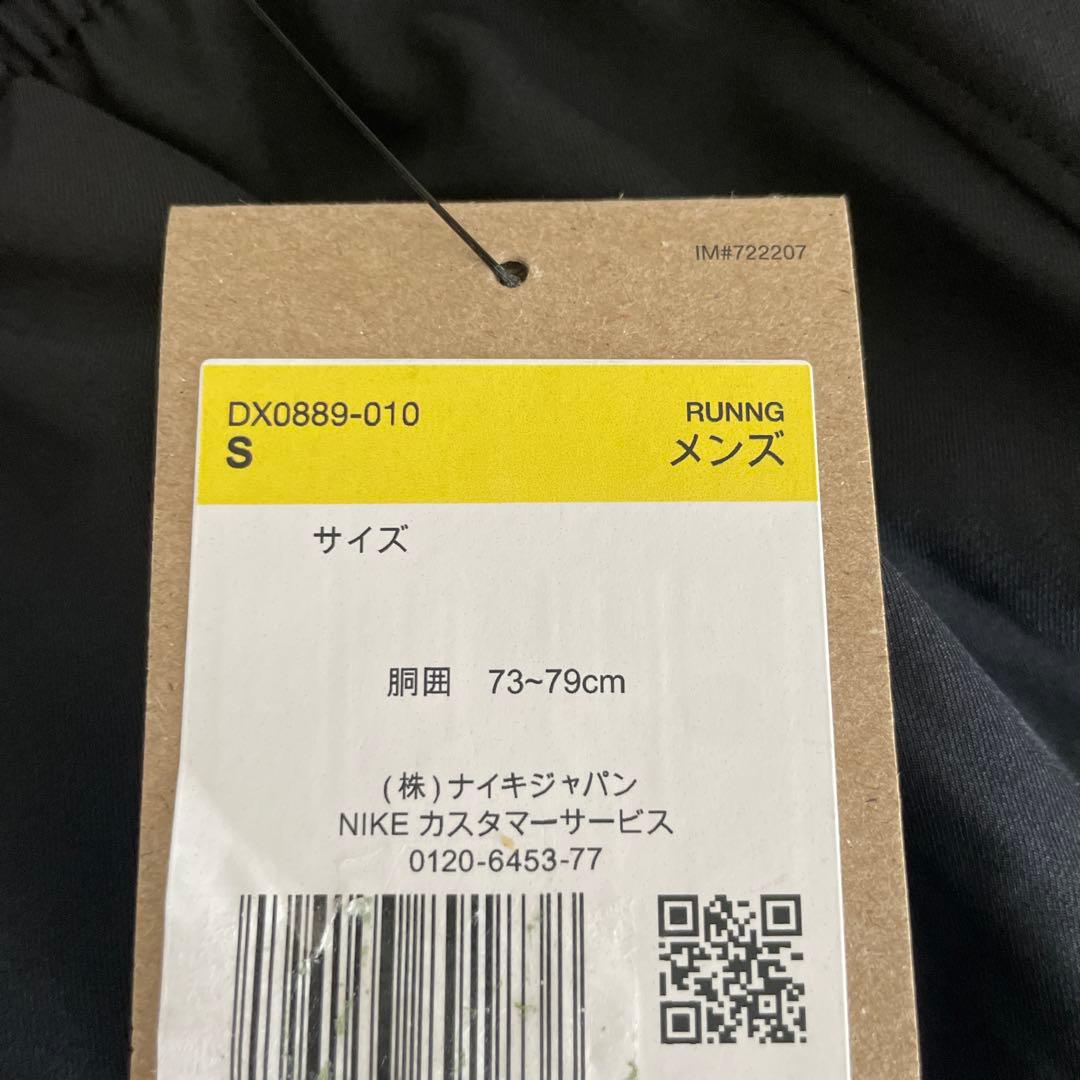 IM#722207
DX0889-010 RUNNG
S メンズ
サイズ
胴囲 73~79cm
(株)ナイキジャパン
NIKE カスタマーサービス
0120-6453-77